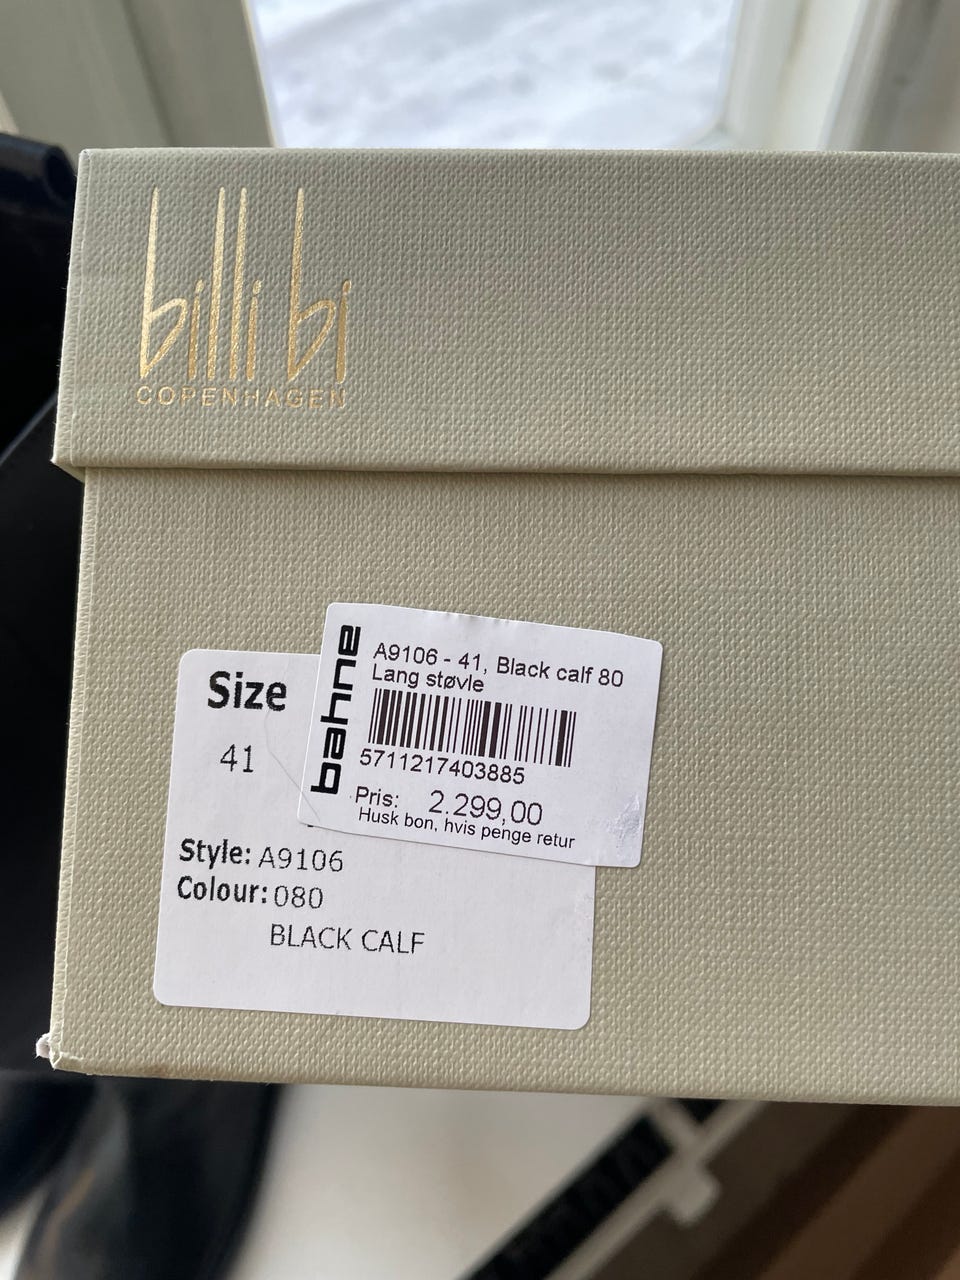 billi bi
COPENHAGEN
Size
41
Style: A9106
Colour: 080
BLACK CALF
bahne
A9106 - 41, Black calf 80
Lang støvle
5711217403885
Pris: 2.299,00
Husk bon, hvis penge retur